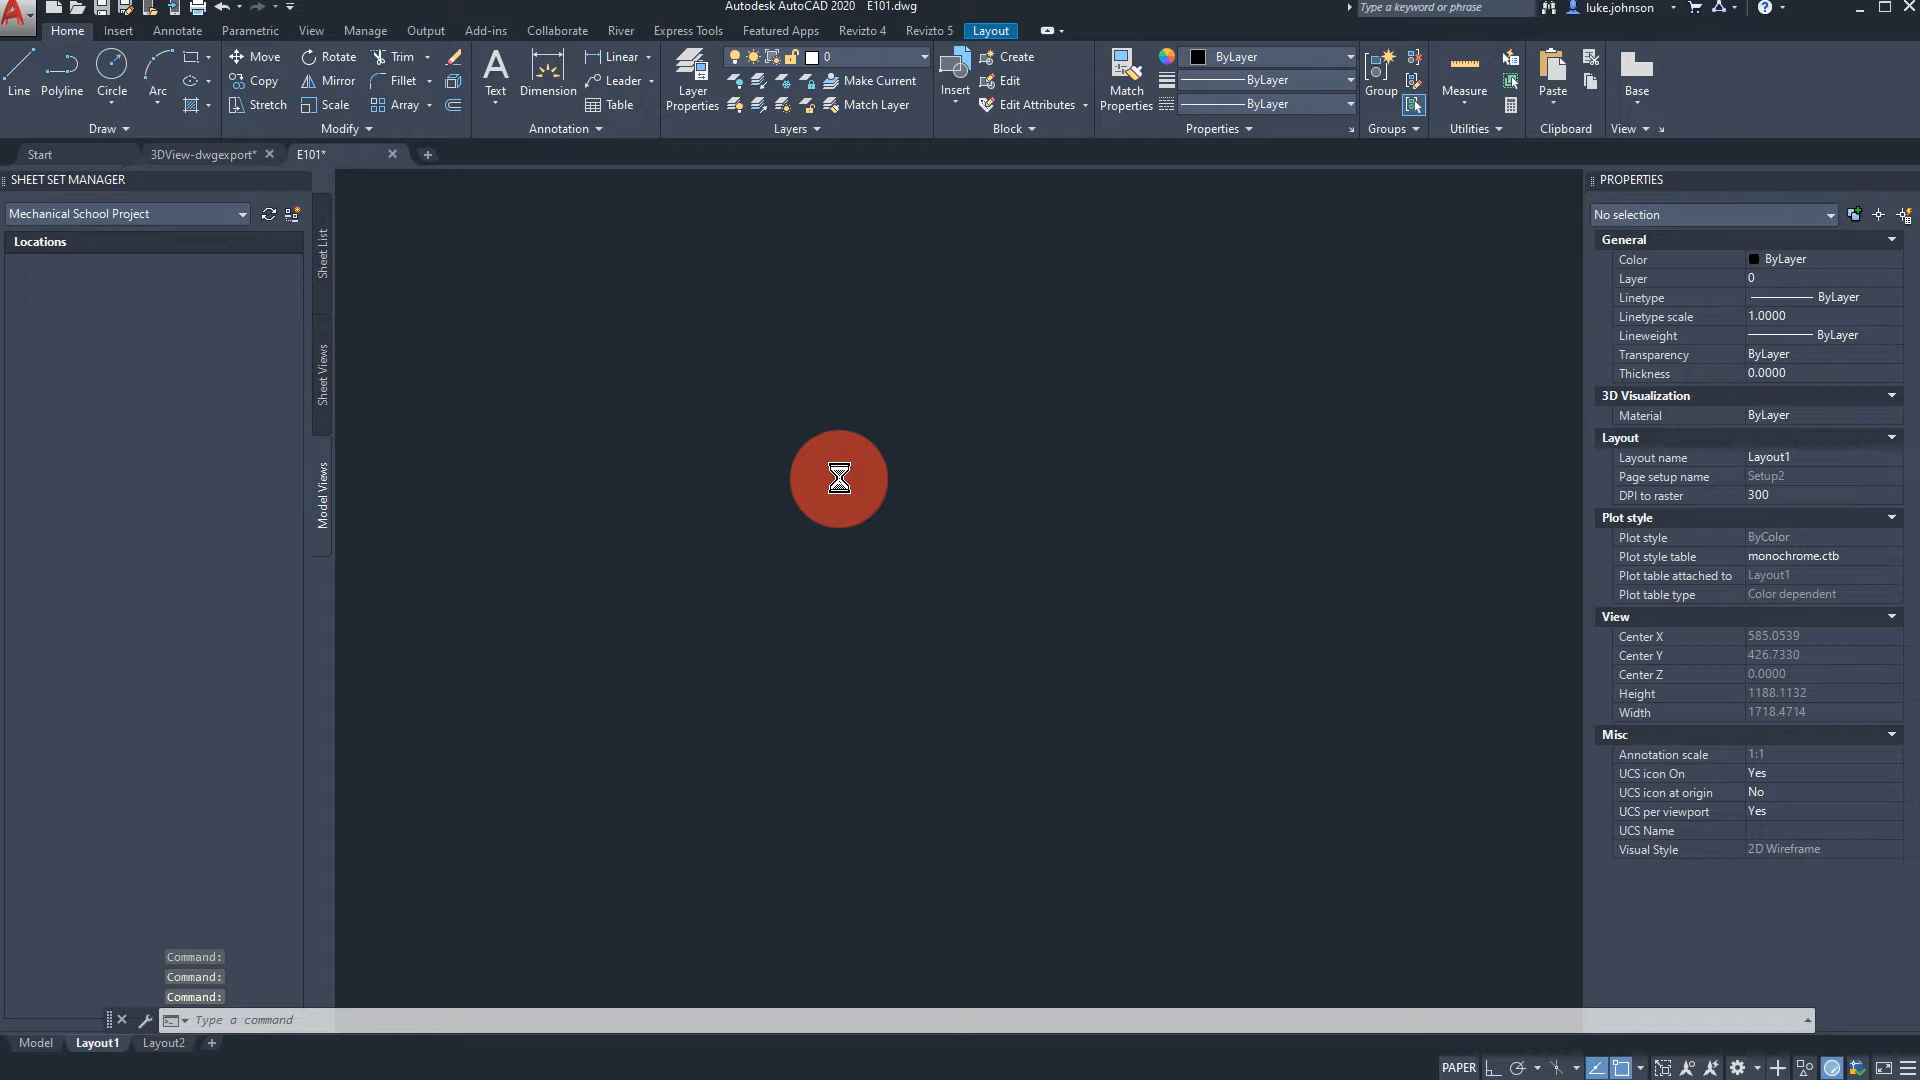 Autodesk AutoCAD 2020 E101.dwg
Type a keyword or phrase
luke.johnson
Home Insert Annotate Parametric View Manage Output Add-ins Collaborate River Express Tools Featured Apps Revizto 4 Revizto 5 Layout
Line Polyline Circle Arc
Draw
Move Rotate Trim
Copy Mirror Fillet
Stretch Scale Array
Modify
Text Dimension
Linear
Leader
Table
Annotation
Layer Properties
0
Make Current
Match Layer
Layers
Insert
Create
Edit
Edit Attributes
Block
Match Properties
ByLayer
ByLayer
ByLayer
Properties
Group
Groups
Measure
Utilities
Paste
Clipboard
Base
View
Start 3DView-dwgexport* E101*
SHEET SET MANAGER
Mechanical School Project
Locations
Sheet List
Sheet Views
Model Views
PROPERTIES
No selection
General
Color ByLayer
Layer 0
Linetype ByLayer
Linetype scale 1.0000
Lineweight ByLayer
Transparency ByLayer
Thickness 0.0000
3D Visualization
Material ByLayer
Layout
Layout name Layout1
Page setup name Setup2
DPI to raster 300
Plot style
Plot style ByColor
Plot style table monochrome.ctb
Plot table attached to Layout1
Plot table type Color dependent
View
Center X 585.0539
Center Y 426.7330
Center Z 0.0000
Height 1188.1132
Width 1718.4714
Misc
Annotation scale 1:1
UCS icon On Yes
UCS icon at origin No
UCS per viewport Yes
UCS Name
Visual Style 2D Wireframe
Command:
Command:
Command:
Type a command
Model Layout1 Layout2
PAPER